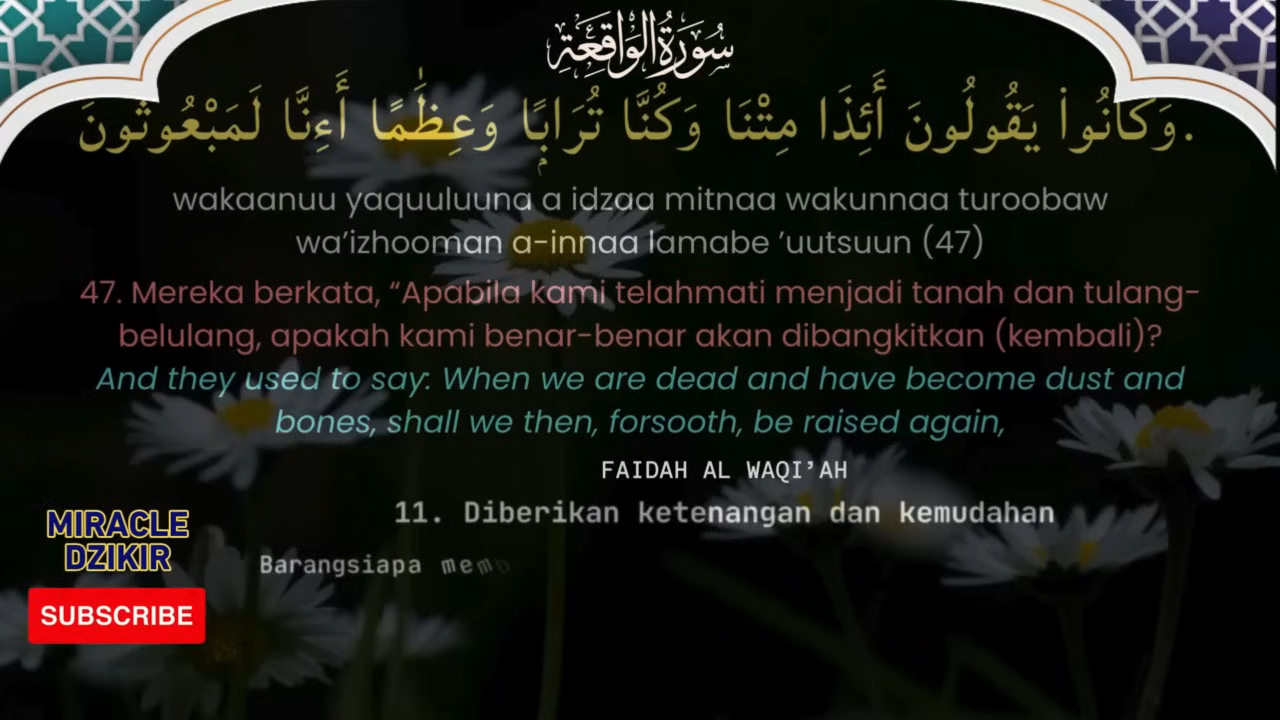 سُورَةُ الْوَاقِعَةِ
وَكَانُوا۟ يَقُولُونَ أَئِذَا مِتْنَا وَكُنَّا تُرَابًۭا وَعِظَٰمًا أَءِنَّا لَمَبْعُوثُونَ.
wakaanuu yaquuluuna a idzaa mitnaa wakunnaa turoobaw
wa’izhooman a-innaa lamabe ’uutsuun (47)
47. Mereka berkata, “Apabila kami telahmati menjadi tanah dan tulang-
belulang, apakah kami benar-benar akan dibangkitkan (kembali)?
And they used to say: When we are dead and have become dust and
bones, shall we then, forsooth, be raised again,
FAIDAH AL WAQI’AH
11. Diberikan ketenangan dan kemudahan
Barangsiapa mem
MIRACLE
DZIKIR
SUBSCRIBE